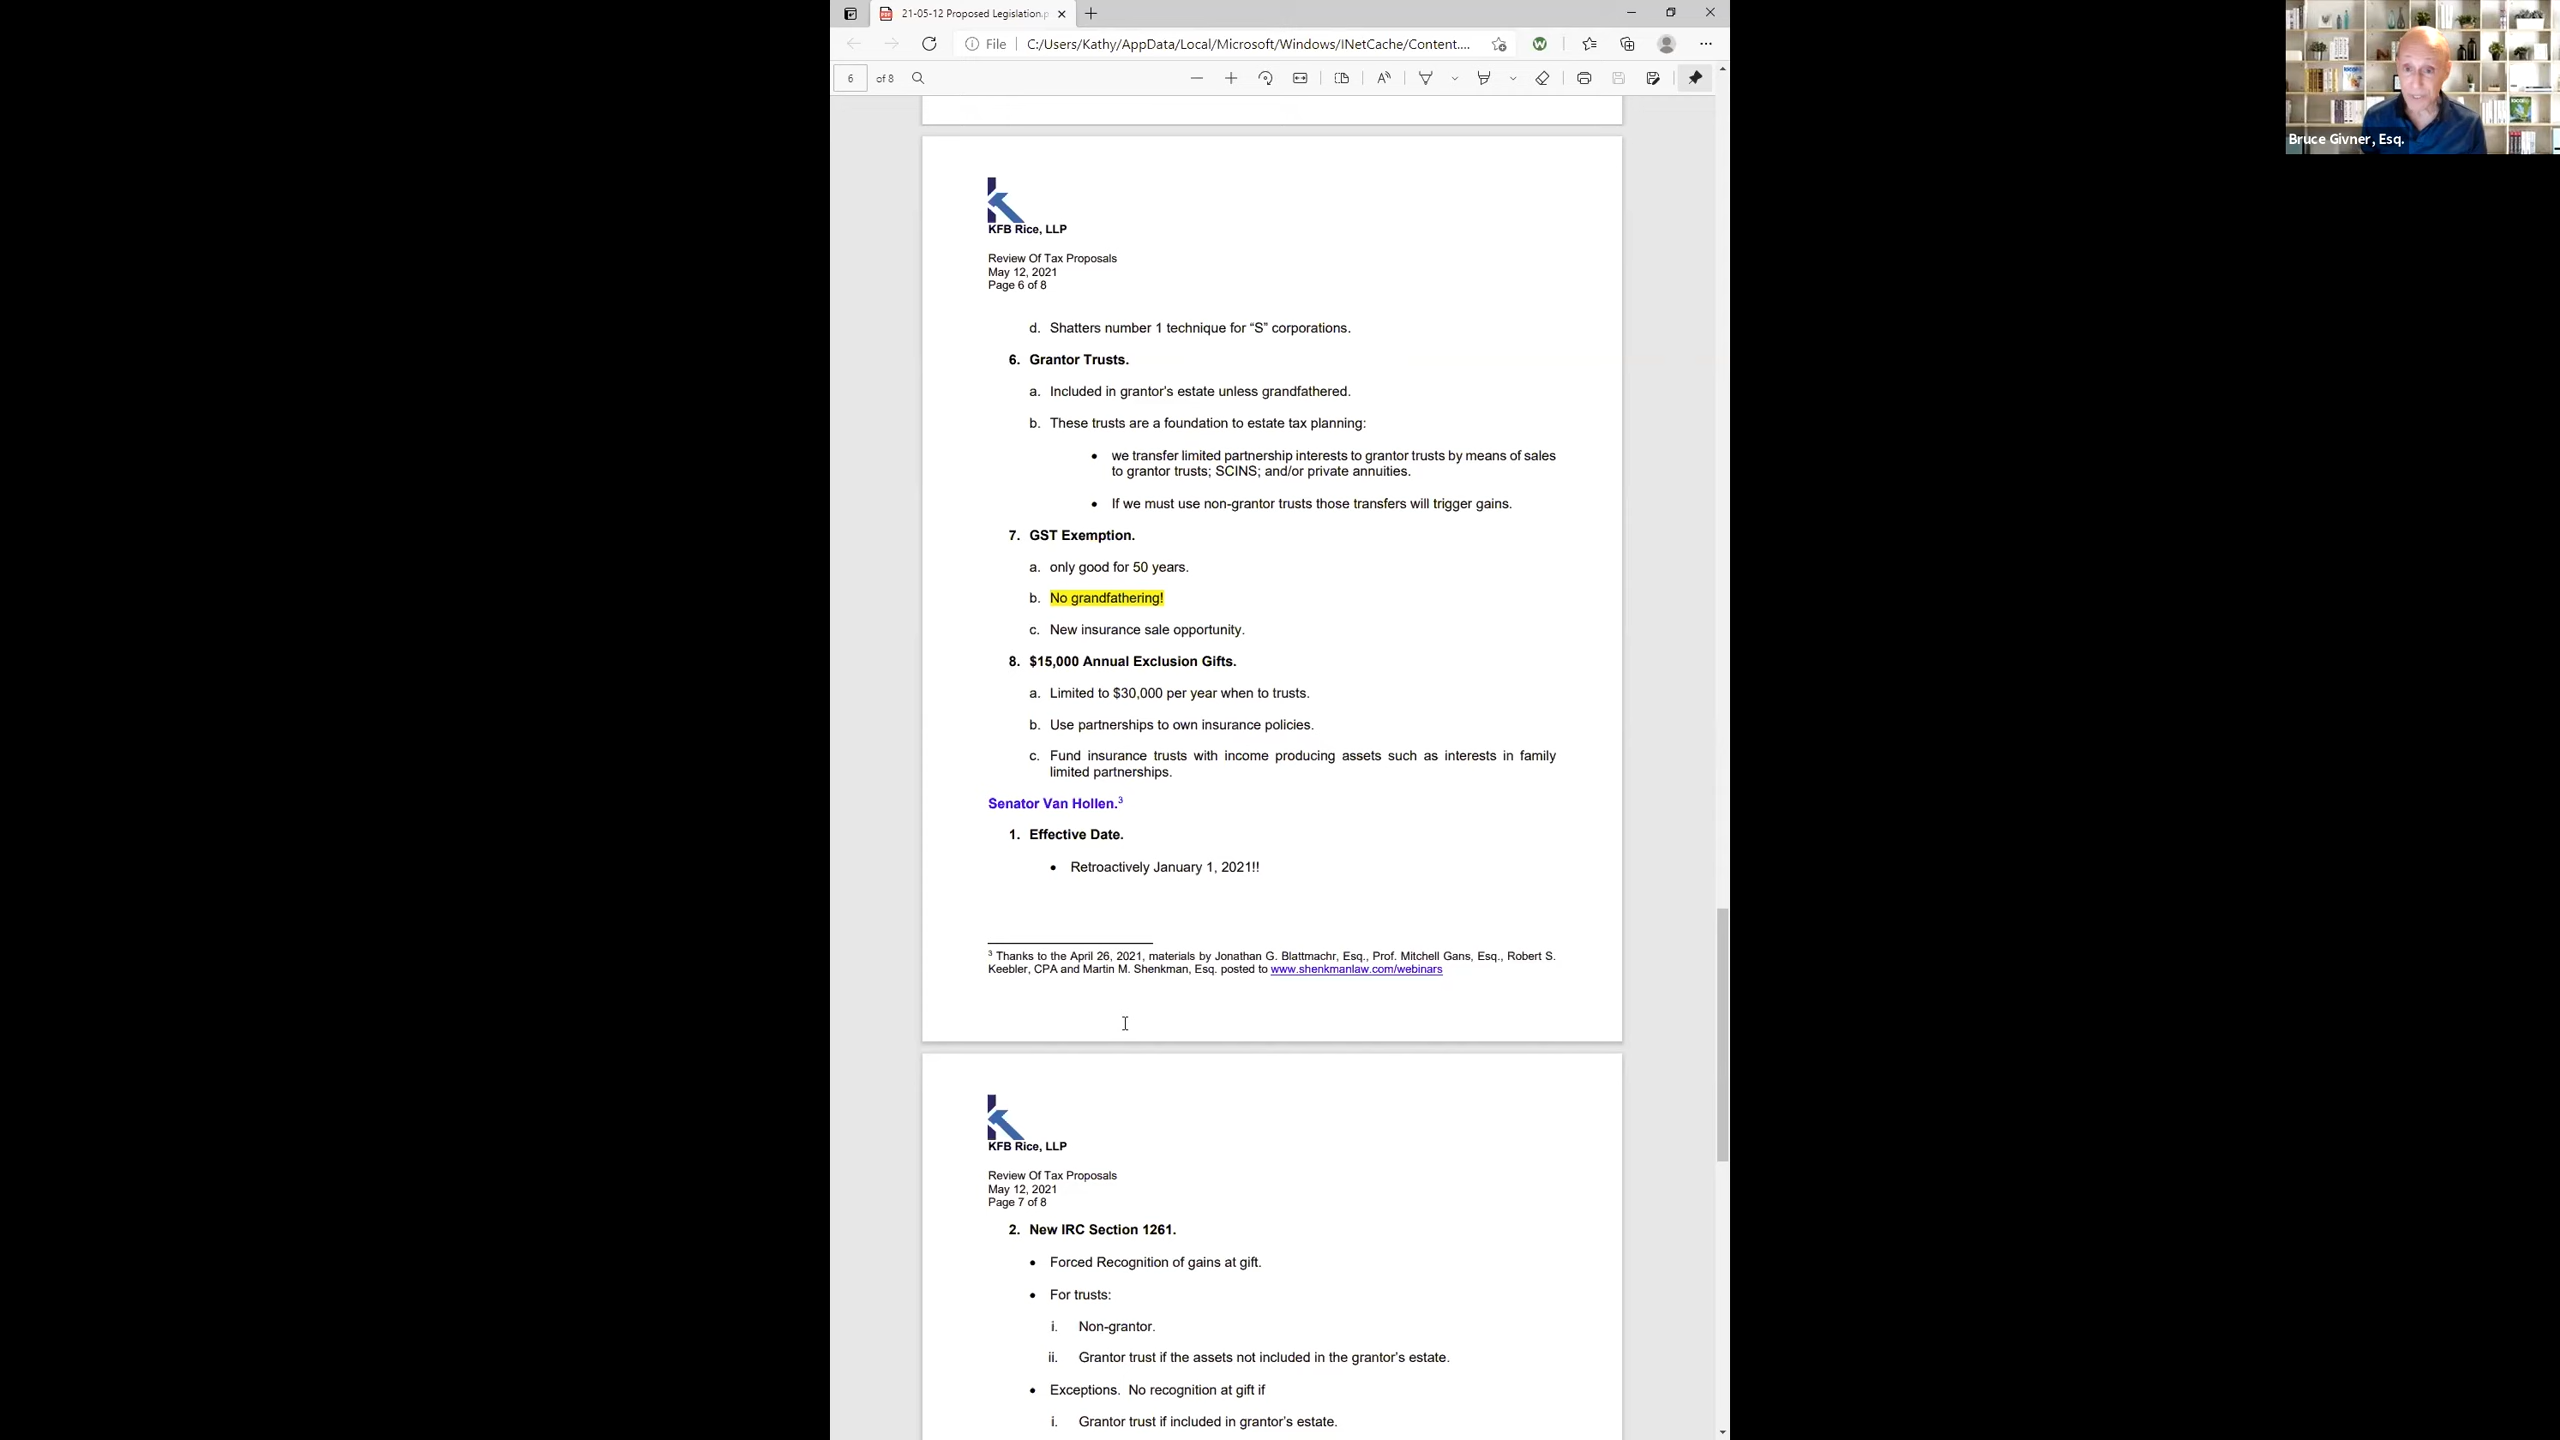 21-05-12 Proposed Legislation.p
File
C:/Users/Kathy/AppData/Local/Microsoft/Windows/INetCache/Content....
6 of 8
Bruce Givner, Esq.
KFB Rice, LLP
Review Of Tax Proposals
May 12, 2021
Page 6 of 8
d. Shatters number 1 technique for “S” corporations.
6. Grantor Trusts.
a. Included in grantor’s estate unless grandfathered.
b. These trusts are a foundation to estate tax planning:
• we transfer limited partnership interests to grantor trusts by means of sales
to grantor trusts; SCINS; and/or private annuities.
• If we must use non-grantor trusts those transfers will trigger gains.
7. GST Exemption.
a. only good for 50 years.
b. No grandfathering!
c. New insurance sale opportunity.
8. $15,000 Annual Exclusion Gifts.
a. Limited to $30,000 per year when to trusts.
b. Use partnerships to own insurance policies.
c. Fund insurance trusts with income producing assets such as interests in family
limited partnerships.
Senator Van Hollen.3
1. Effective Date.
• Retroactively January 1, 2021!!
3 Thanks to the April 26, 2021, materials by Jonathan G. Blattmachr, Esq., Prof. Mitchell Gans, Esq., Robert S.
Keebler, CPA and Martin M. Shenkman, Esq. posted to www.shenkmanlaw.com/webinars
KFB Rice, LLP
Review Of Tax Proposals
May 12, 2021
Page 7 of 8
2. New IRC Section 1261.
• Forced Recognition of gains at gift.
• For trusts:
i. Non-grantor.
ii. Grantor trust if the assets not included in the grantor’s estate.
• Exceptions. No recognition at gift if
i. Grantor trust if included in grantor’s estate.